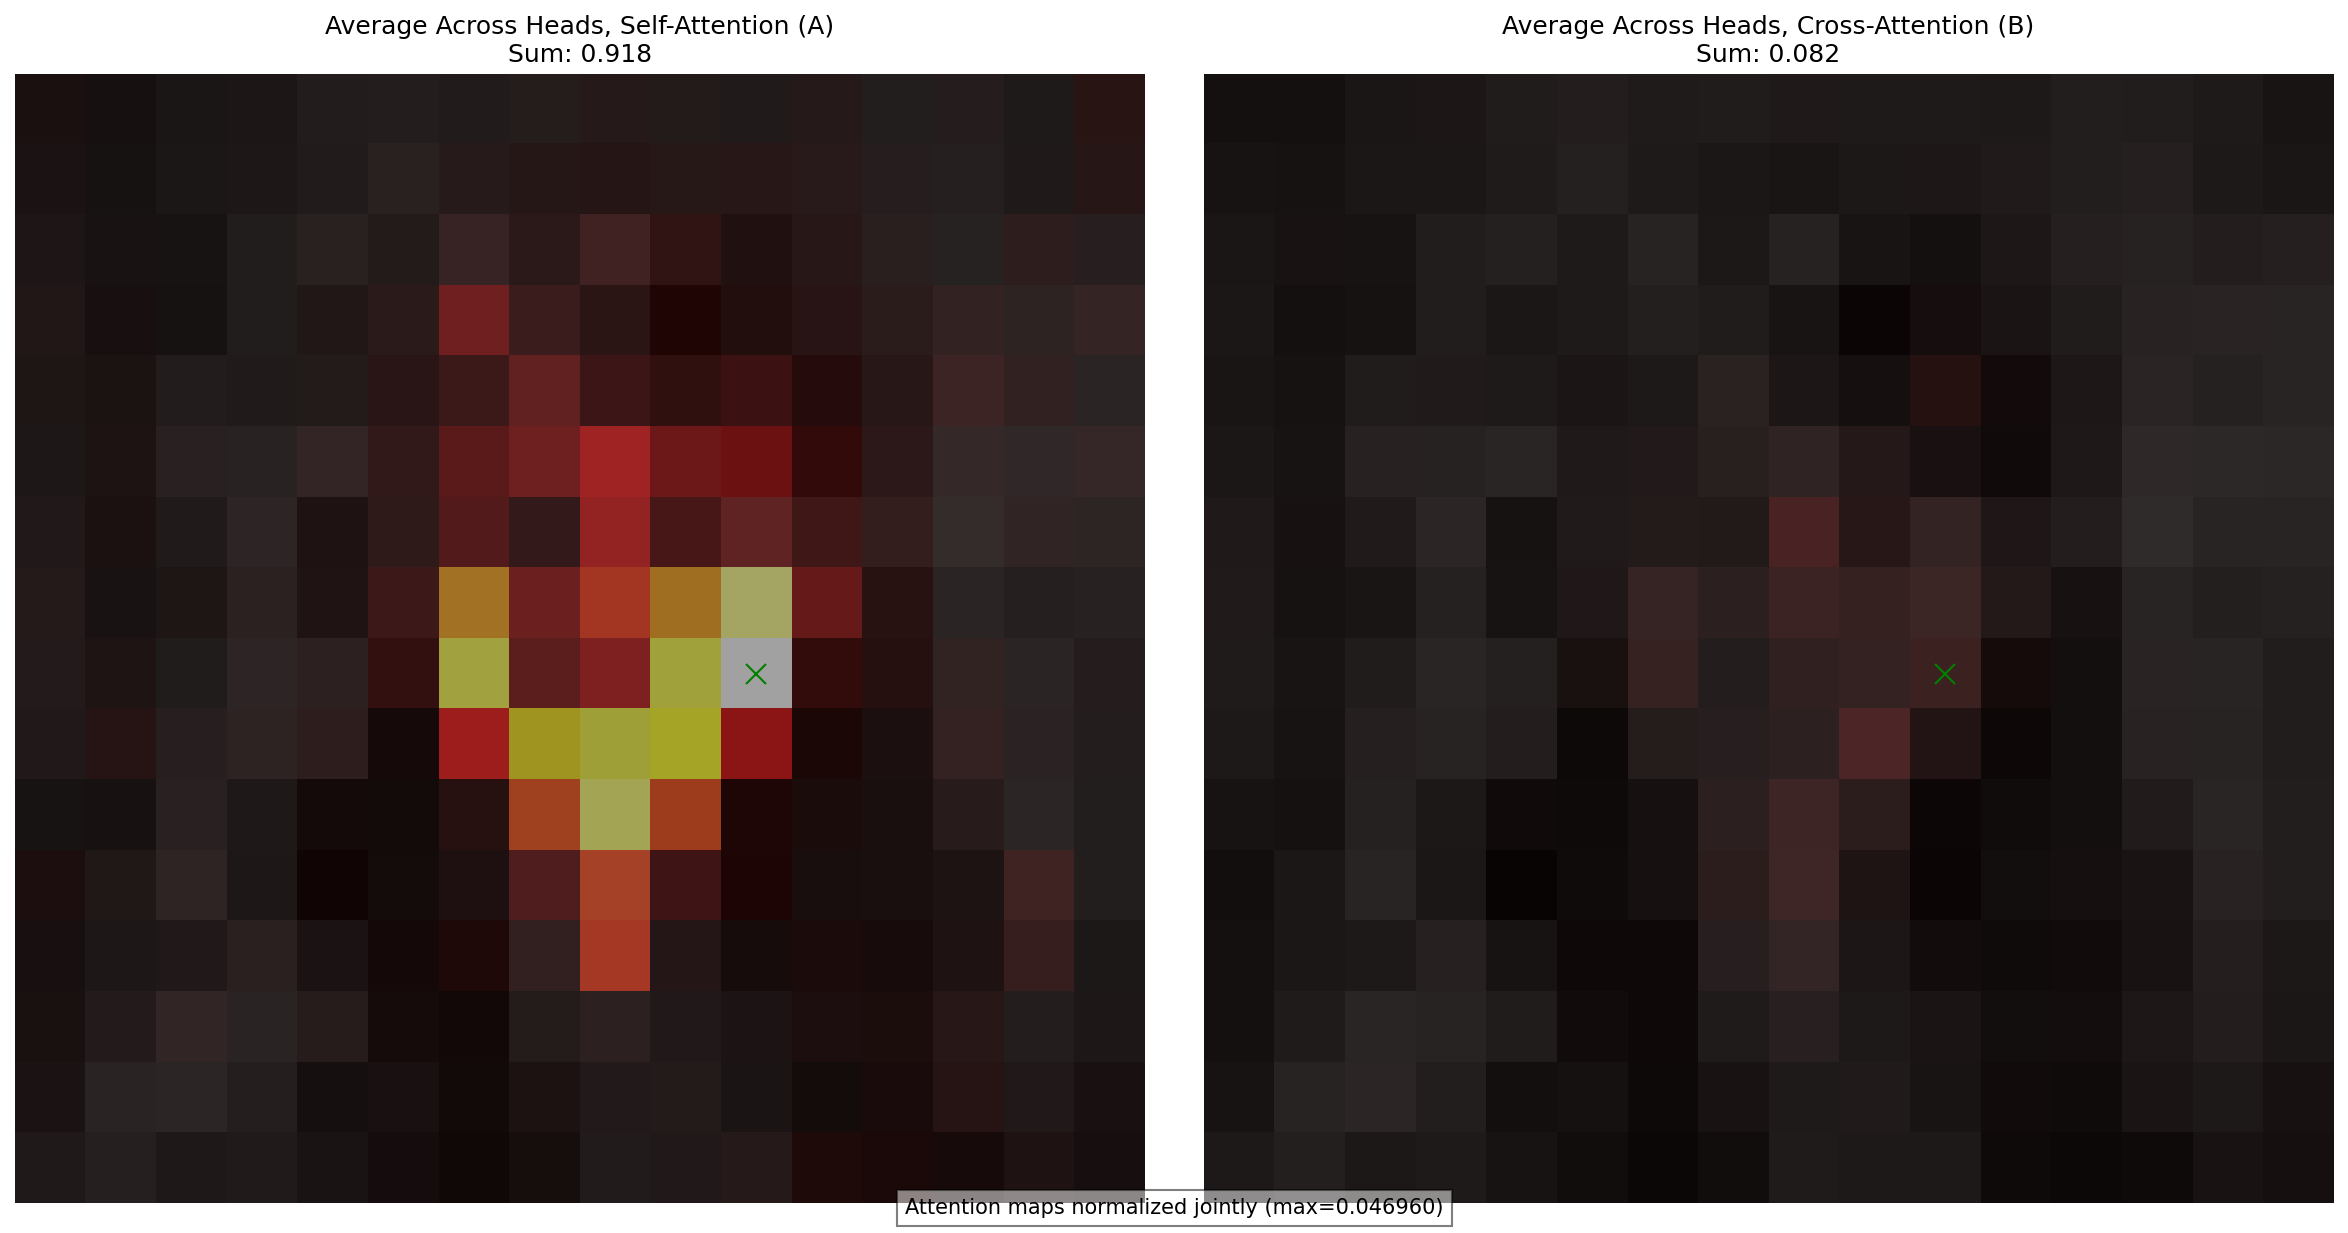 Average Across Heads, Self-Attention (A)
Sum: 0.918
Average Across Heads, Cross-Attention (B)
Sum: 0.082
Attention maps normalized jointly (max=0.046960)